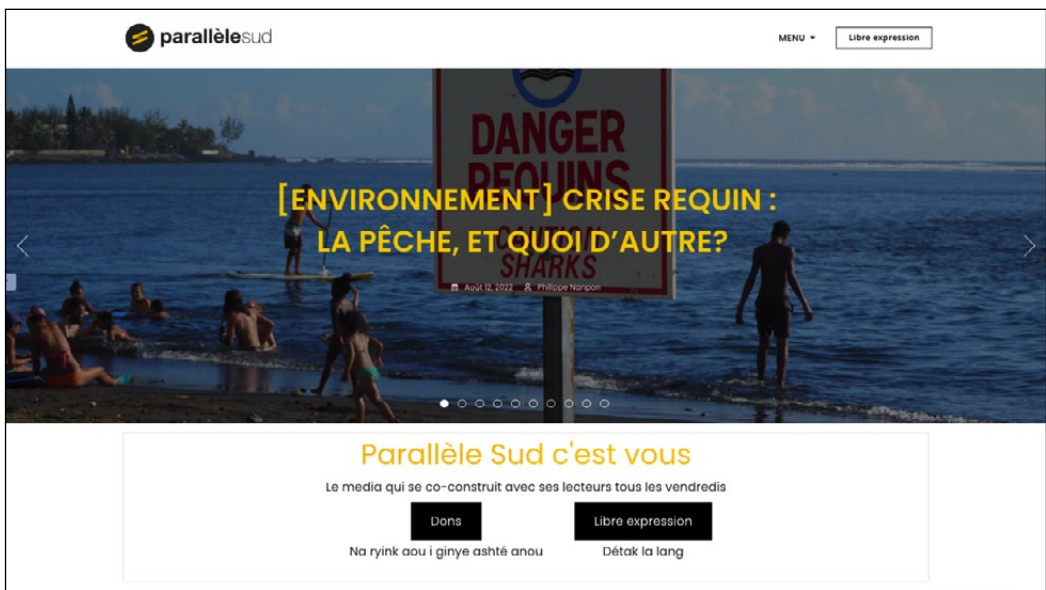 parallèlesud
MENU
Libre expression
DANGER
REQUINS
CAUTION
SHARKS
[ENVIRONNEMENT] CRISE REQUIN :
LA PÊCHE, ET QUOI D’AUTRE?
Août 12, 2022 Philippe Nanpon
Parallèle Sud c'est vous
Le media qui se co-construit avec ses lecteurs tous les vendredis
Dons Libre expression
Na ryink aou i ginye ashté anou Détak la lang